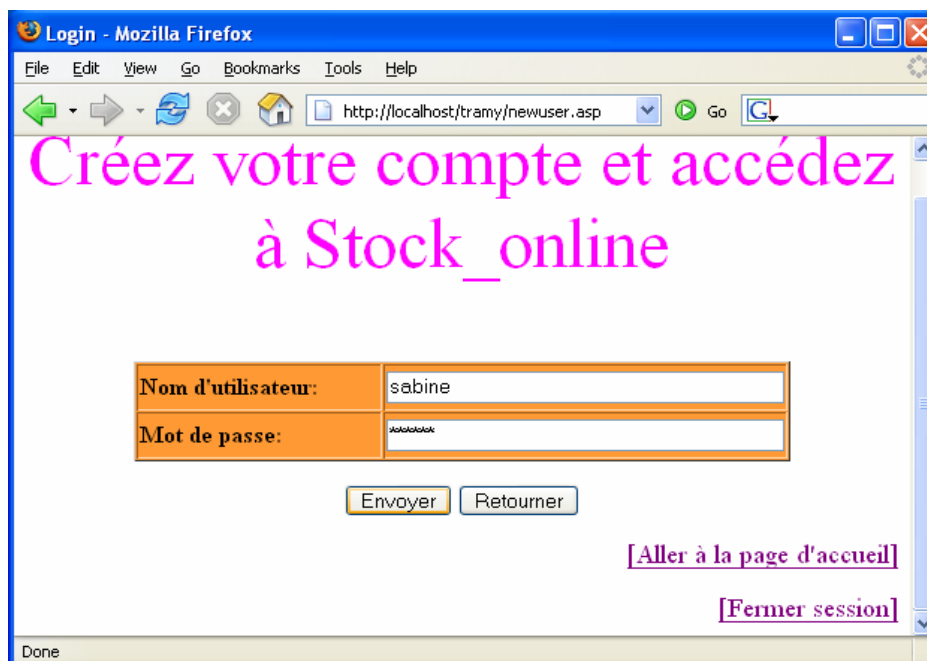 Login - Mozilla Firefox
File Edit View Go Bookmarks Tools Help
http://localhost/tramy/newuser.asp Go G
Créez votre compte et accédez
à Stock_online
Nom d'utilisateur: sabine
Mot de passe: ******
Envoyer Retourner
[Aller à la page d'accueil]
[Fermer session]
Done